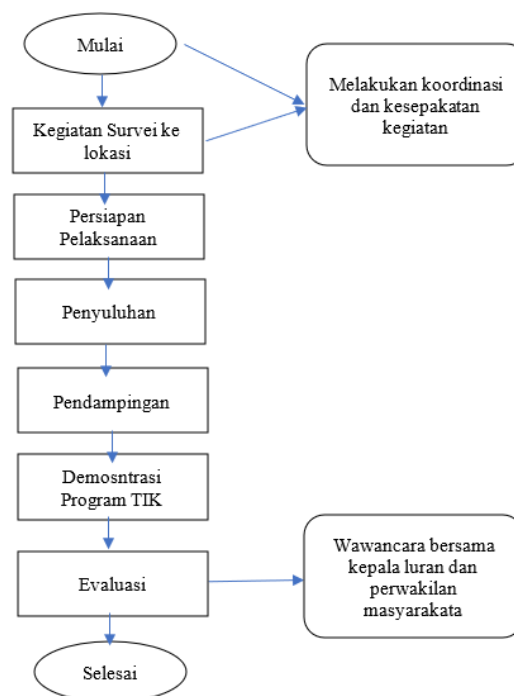 Mulai
Melakukan koordinasi
dan kesepakatan
kegiatan
Kegiatan Survei ke
lokasi
Persiapan
Pelaksanaan
Penyuluhan
Pendampingan
Demosntrasi
Program TIK
Evaluasi
Wawancara bersama
kepala luran dan
perwakilan
masyarakata
Selesai